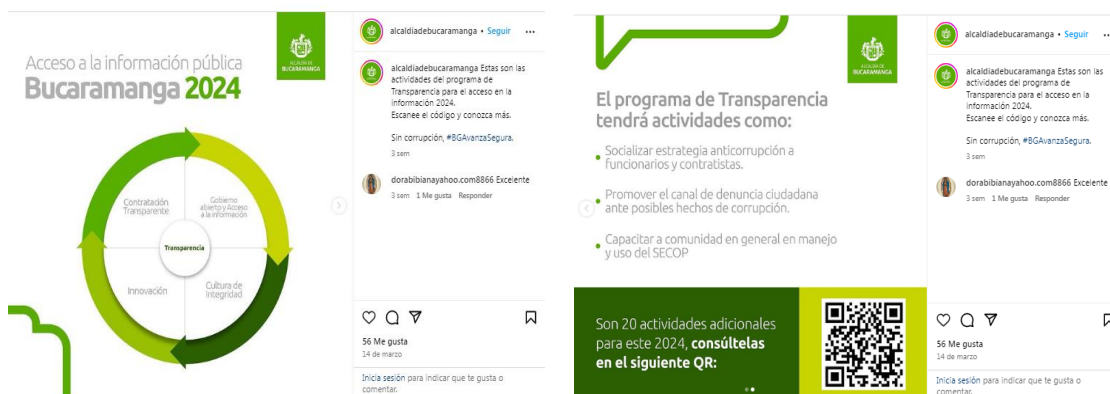 Acceso a la información pública
Bucaramanga 2024
ALCALDÍA DE
BUCARAMANGA
Contratación
Transparente
Gobierno
abierto y Acceso
a la información
Transparencia
Innovación
Cultura de
Integridad
alcaldiadebucaramanga • Seguir ...
alcaldiadebucaramanga Estas son las
actividades del programa de
Transparencia para el acceso en la
información 2024.
Escanee el código y conozca más.
Sin corrupción, #BGAvanzaSegura.
3 sem
dorabibianayahoo.com8866 Excelente
3 sem 1 Me gusta Responder
56 Me gusta
14 de marzo
Inicia sesión para indicar que te gusta o
comentar.
ALCALDÍA DE
BUCARAMANGA
El programa de Transparencia
tendrá actividades como:
• Socializar estrategia anticorrupción a
funcionarios y contratistas.
• Promover el canal de denuncia ciudadana
ante posibles hechos de corrupción.
• Capacitar a comunidad en general en manejo
y uso del SECOP
Son 20 actividades adicionales
para este 2024, consúltelas
en el siguiente QR:
alcaldiadebucaramanga • Seguir ...
alcaldiadebucaramanga Estas son las
actividades del programa de
Transparencia para el acceso en la
información 2024.
Escanee el código y conozca más.
Sin corrupción, #BGAvanzaSegura.
3 sem
dorabibianayahoo.com8866 Excelente
3 sem 1 Me gusta Responder
56 Me gusta
14 de marzo
Inicia sesión para indicar que te gusta o
comentar.